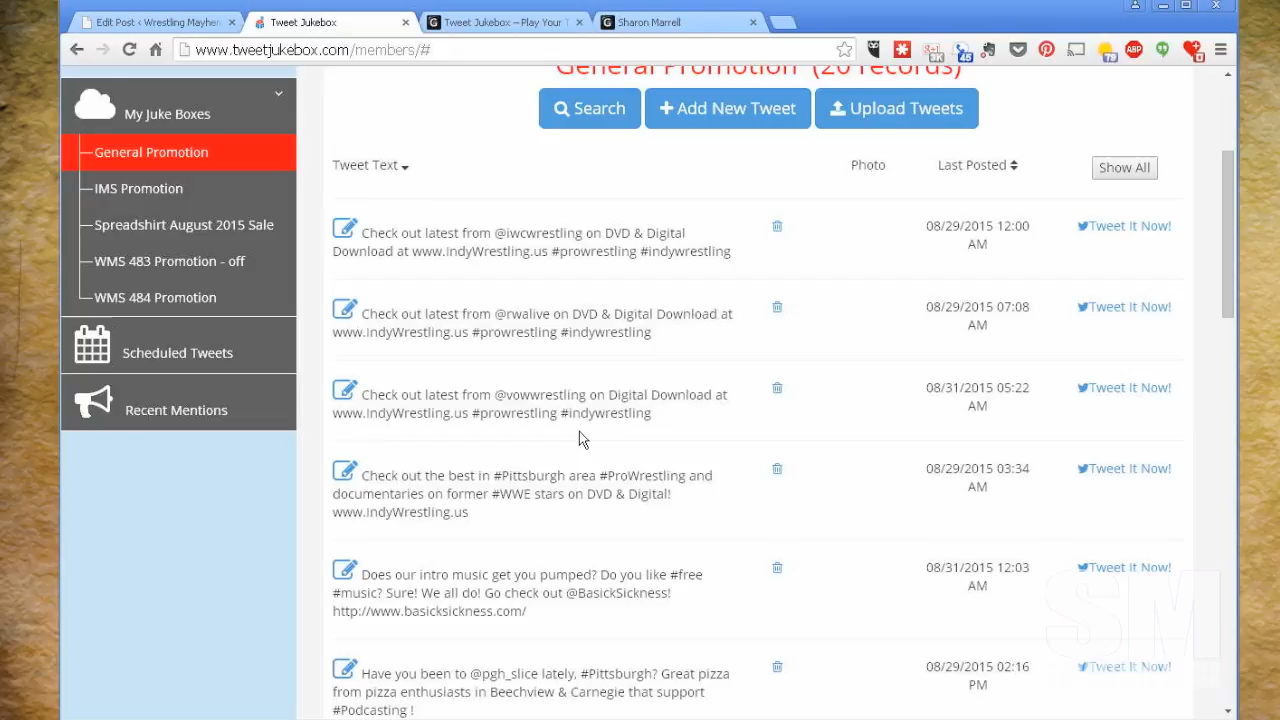 Edit Post ‹ Wrestling Mayhem
Tweet Jukebox
Tweet Jukebox – Play Your T
Sharon Marrell
www.tweetjukebox.com/members/#
General Promotion (20 records)
Search
Add New Tweet
Upload Tweets
My Juke Boxes
General Promotion
IMS Promotion
Spreadshirt August 2015 Sale
WMS 483 Promotion - off
WMS 484 Promotion
Scheduled Tweets
Recent Mentions
Tweet Text
Photo
Last Posted
Show All
Check out latest from @iwcwrestling on DVD & Digital
Download at www.IndyWrestling.us #prowrestling #indywrestling
08/29/2015 12:00
AM
Tweet It Now!
Check out latest from @rwalive on DVD & Digital Download at
www.IndyWrestling.us #prowrestling #indywrestling
08/29/2015 07:08
AM
Tweet It Now!
Check out latest from @vowwrestling on Digital Download at
www.IndyWrestling.us #prowrestling #indywrestling
08/31/2015 05:22
AM
Tweet It Now!
Check out the best in #Pittsburgh area #ProWrestling and
documentaries on former #WWE stars on DVD & Digital!
www.IndyWrestling.us
08/29/2015 03:34
AM
Tweet It Now!
Does our intro music get you pumped? Do you like #free
#music? Sure! We all do! Go check out @BasickSickness!
http://www.basicksickness.com/
08/31/2015 12:03
AM
Tweet It Now!
Have you been to @pgh_slice lately, #Pittsburgh? Great pizza
from pizza enthusiasts in Beechview & Carnegie that support
#Podcasting !
08/29/2015 02:16
PM
Tweet It Now!